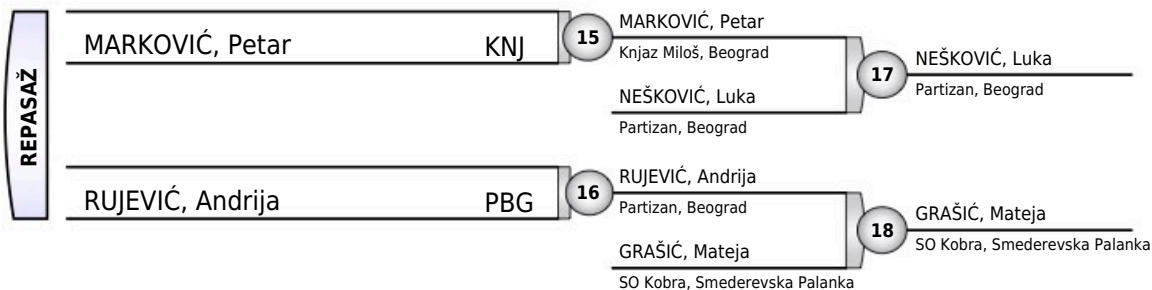 REPASAŽ
MARKOVIĆ, Petar KNJ
15
MARKOVIĆ, Petar
Knjaz Miloš, Beograd
NEŠKOVIĆ, Luka
Partizan, Beograd
17
NEŠKOVIĆ, Luka
Partizan, Beograd
RUJEVIĆ, Andrija PBG
16
RUJEVIĆ, Andrija
Partizan, Beograd
GRAŠIĆ, Mateja
SO Kobra, Smederevska Palanka
18
GRAŠIĆ, Mateja
SO Kobra, Smederevska Palanka